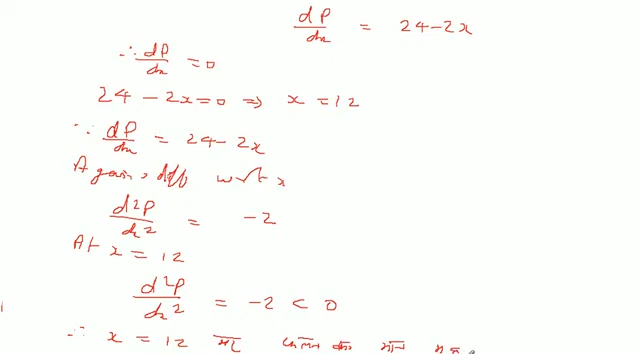 dP/dx = 24-2x
∴ dP/dx = 0
24 - 2x = 0 ⇒ x = 12
∵ dP/dx = 24-2x
Again, diff w.r.t. x
d²P/dx² = -2
At x = 12
d²P/dx² = -2 < 0
∴ x = 12 पर